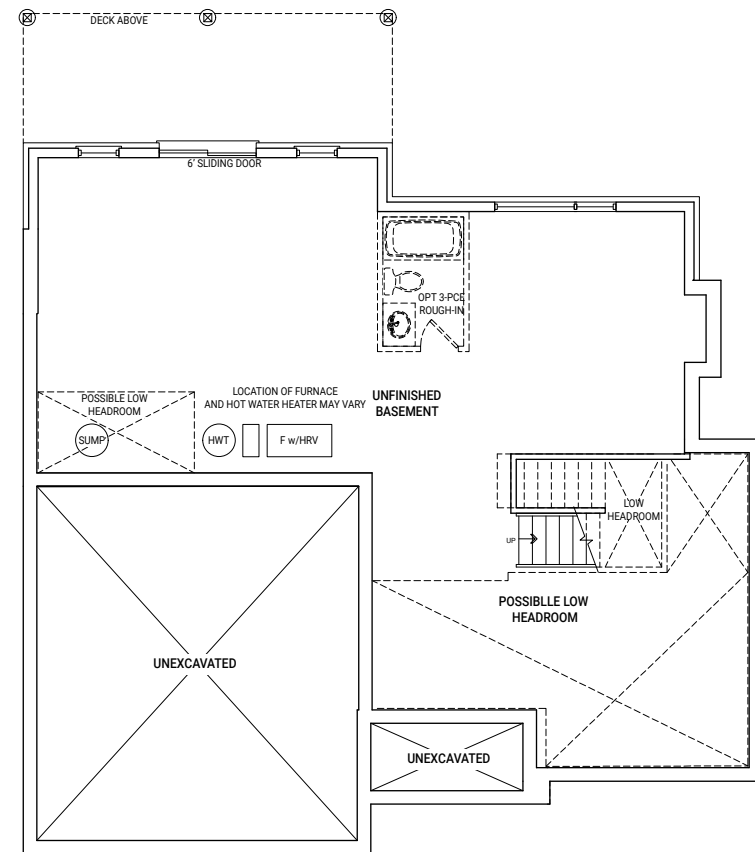 DECK ABOVE
6' SLIDING DOOR
OPT 3-PCE
ROUGH-IN
POSSIBLE LOW
HEADROOM
LOCATION OF FURNACE
AND HOT WATER HEATER MAY VARY
UNFINISHED
BASEMENT
SUMP
HWT
F w/HRV
LOW
HEADROOM
UP
POSSIBLLE LOW
HEADROOM
UNEXCAVATED
UNEXCAVATED